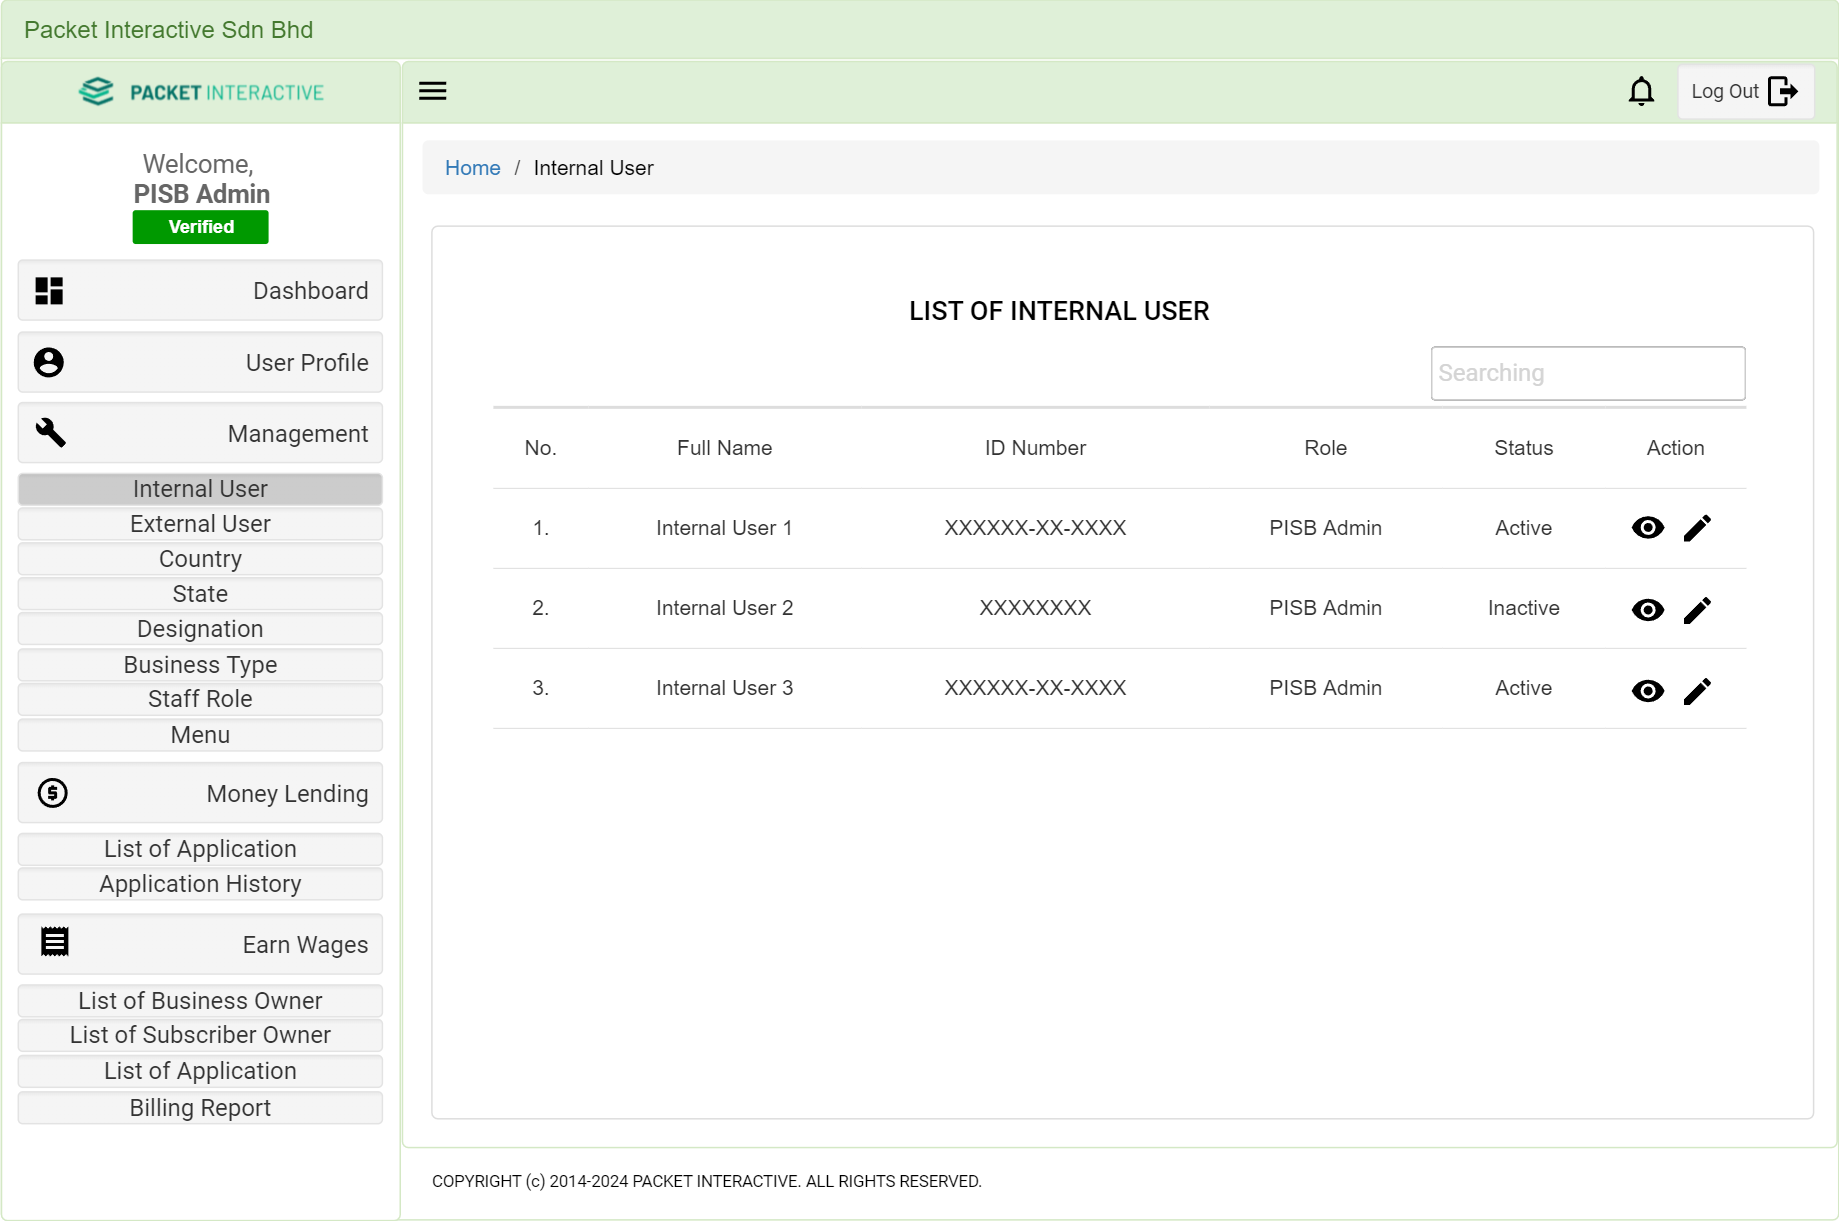 Packet Interactive Sdn Bhd
PACKET INTERACTIVE
Log Out
Welcome,
PISB Admin
Verified
Dashboard
User Profile
Management
Internal User
External User
Country
State
Designation
Business Type
Staff Role
Menu
Money Lending
List of Application
Application History
Earn Wages
List of Business Owner
List of Subscriber Owner
List of Application
Billing Report
Home / Internal User
LIST OF INTERNAL USER
Searching
No. Full Name ID Number Role Status Action
1. Internal User 1 XXXXXX-XX-XXXX PISB Admin Active
2. Internal User 2 XXXXXXXX PISB Admin Inactive
3. Internal User 3 XXXXXX-XX-XXXX PISB Admin Active
COPYRIGHT (c) 2014-2024 PACKET INTERACTIVE. ALL RIGHTS RESERVED.